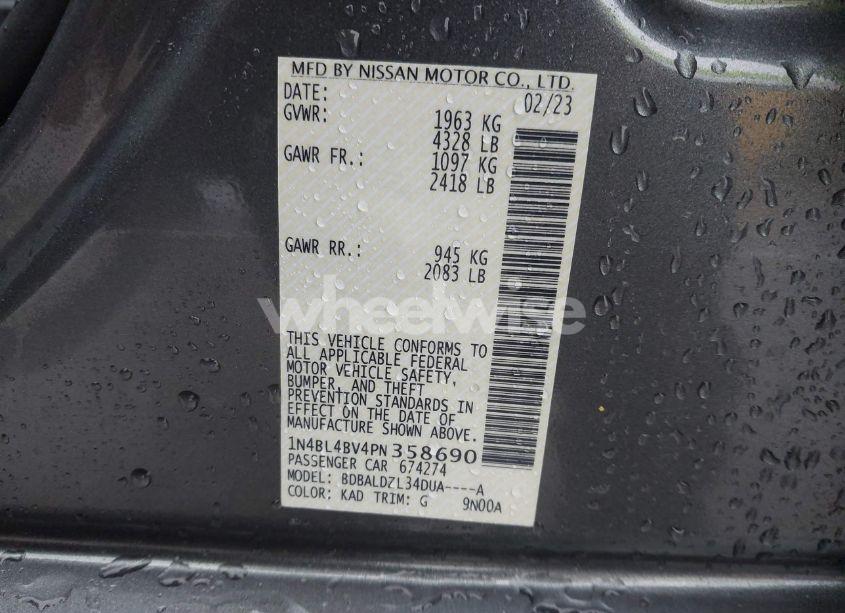 MFD BY NISSAN MOTOR CO., LTD.
DATE: 02/23
GVWR: 1963 KG
4328 LB
GAWR FR.: 1097 KG
2418 LB
GAWR RR.: 945 KG
2083 LB
wheelwise
THIS VEHICLE CONFORMS TO
ALL APPLICABLE FEDERAL
MOTOR VEHICLE SAFETY,
BUMPER, AND THEFT
PREVENTION STANDARDS IN
EFFECT ON THE DATE OF
MANUFACTURE SHOWN ABOVE.
1N4BL4BV4PN358690
PASSENGER CAR 674274
MODEL: BDBALDZL34DUA----A
COLOR: KAD TRIM: G 9N00A